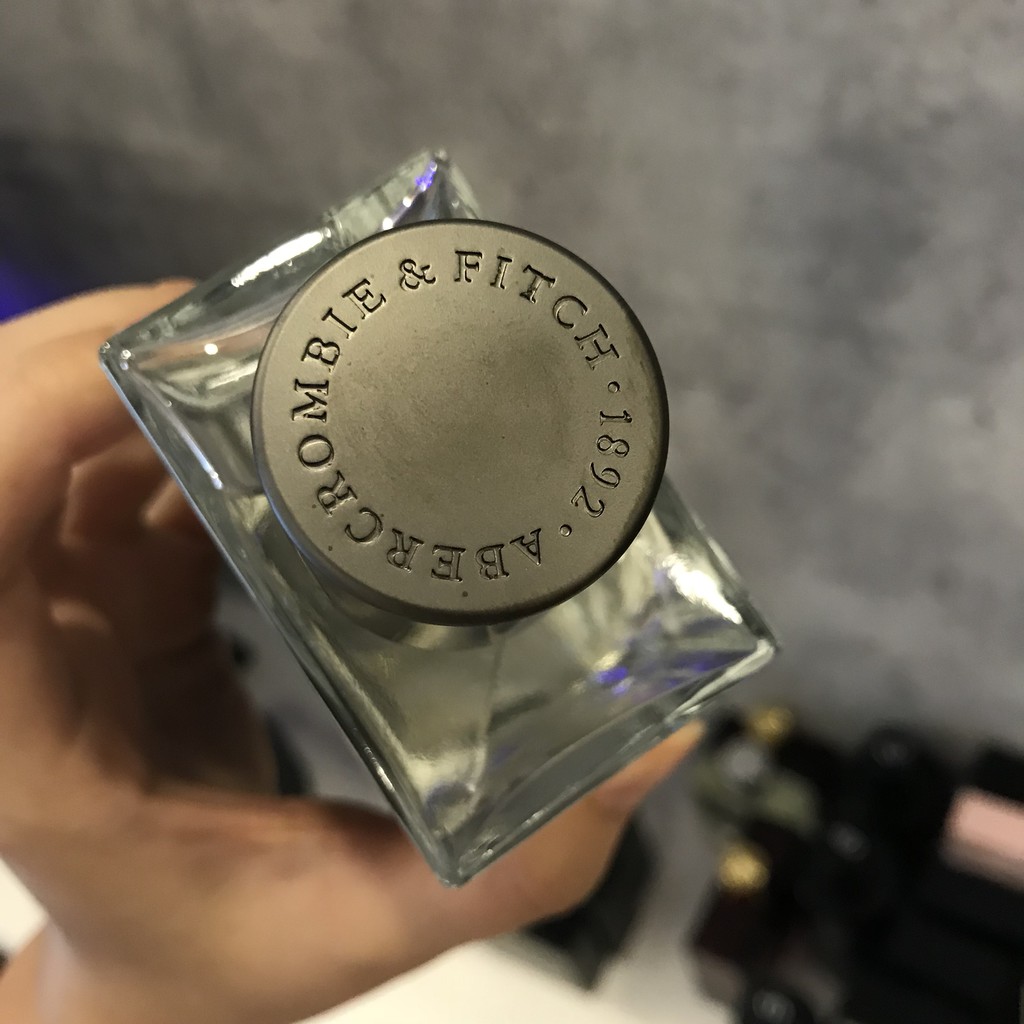 ABERCROMBIE & FITCH · 1892 ·